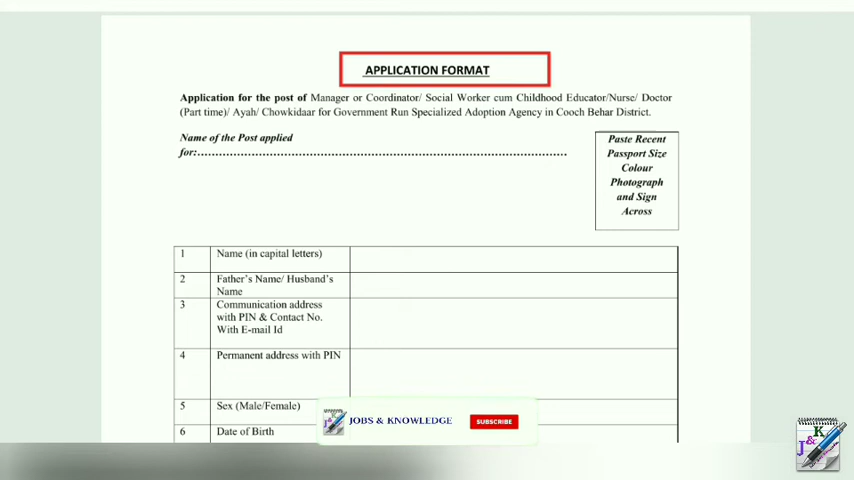 APPLICATION FORMAT
Application for the post of Manager or Coordinator/ Social Worker cum Childhood Educator/Nurse/ Doctor
(Part time)/ Ayah/ Chowkidaar for Government Run Specialized Adoption Agency in Cooch Behar District.
Name of the Post applied
for:..........................................................................................
Paste Recent
Passport Size
Colour
Photograph
and Sign
Across
1 Name (in capital letters)
2 Father's Name/ Husband's
Name
3 Communication address
with PIN & Contact No.
With E-mail Id
4 Permanent address with PIN
5 Sex (Male/Female)
6 Date of Birth
JOBS & KNOWLEDGE SUBSCRIBE
J&K